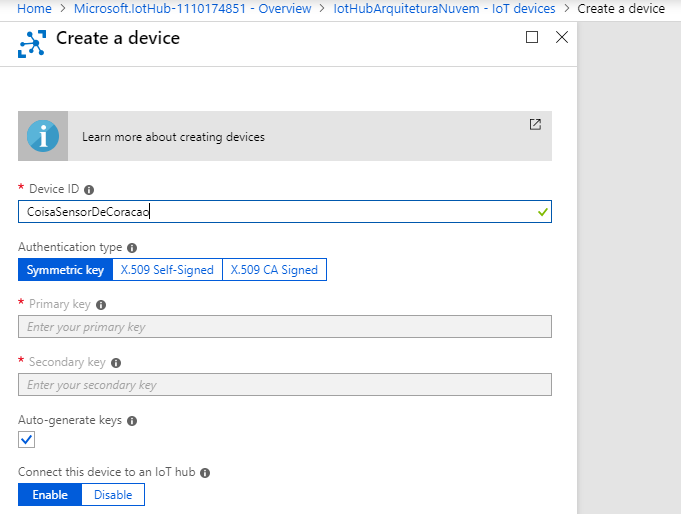 Home > Microsoft.IotHub-1110174851 - Overview > IotHubArquiteturaNuvem - IoT devices > Create a device
Create a device
Learn more about creating devices
* Device ID
CoisaSensorDeCoracao
Authentication type
Symmetric key X.509 Self-Signed X.509 CA Signed
* Primary key
Enter your primary key
* Secondary key
Enter your secondary key
Auto-generate keys
Connect this device to an IoT hub
Enable Disable